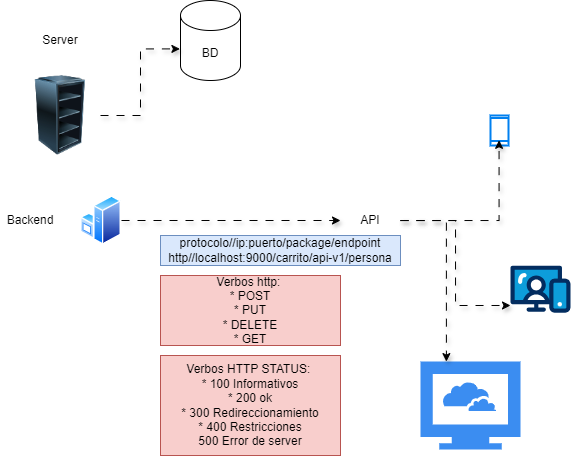 Server
BD
Backend
API
protocolo//ip:puerto/package/endpoint
http//localhost:9000/carrito/api-v1/persona
Verbos http:
* POST
* PUT
* DELETE
* GET
Verbos HTTP STATUS:
* 100 Informativos
* 200 ok
* 300 Redireccionamiento
* 400 Restricciones
500 Error de server